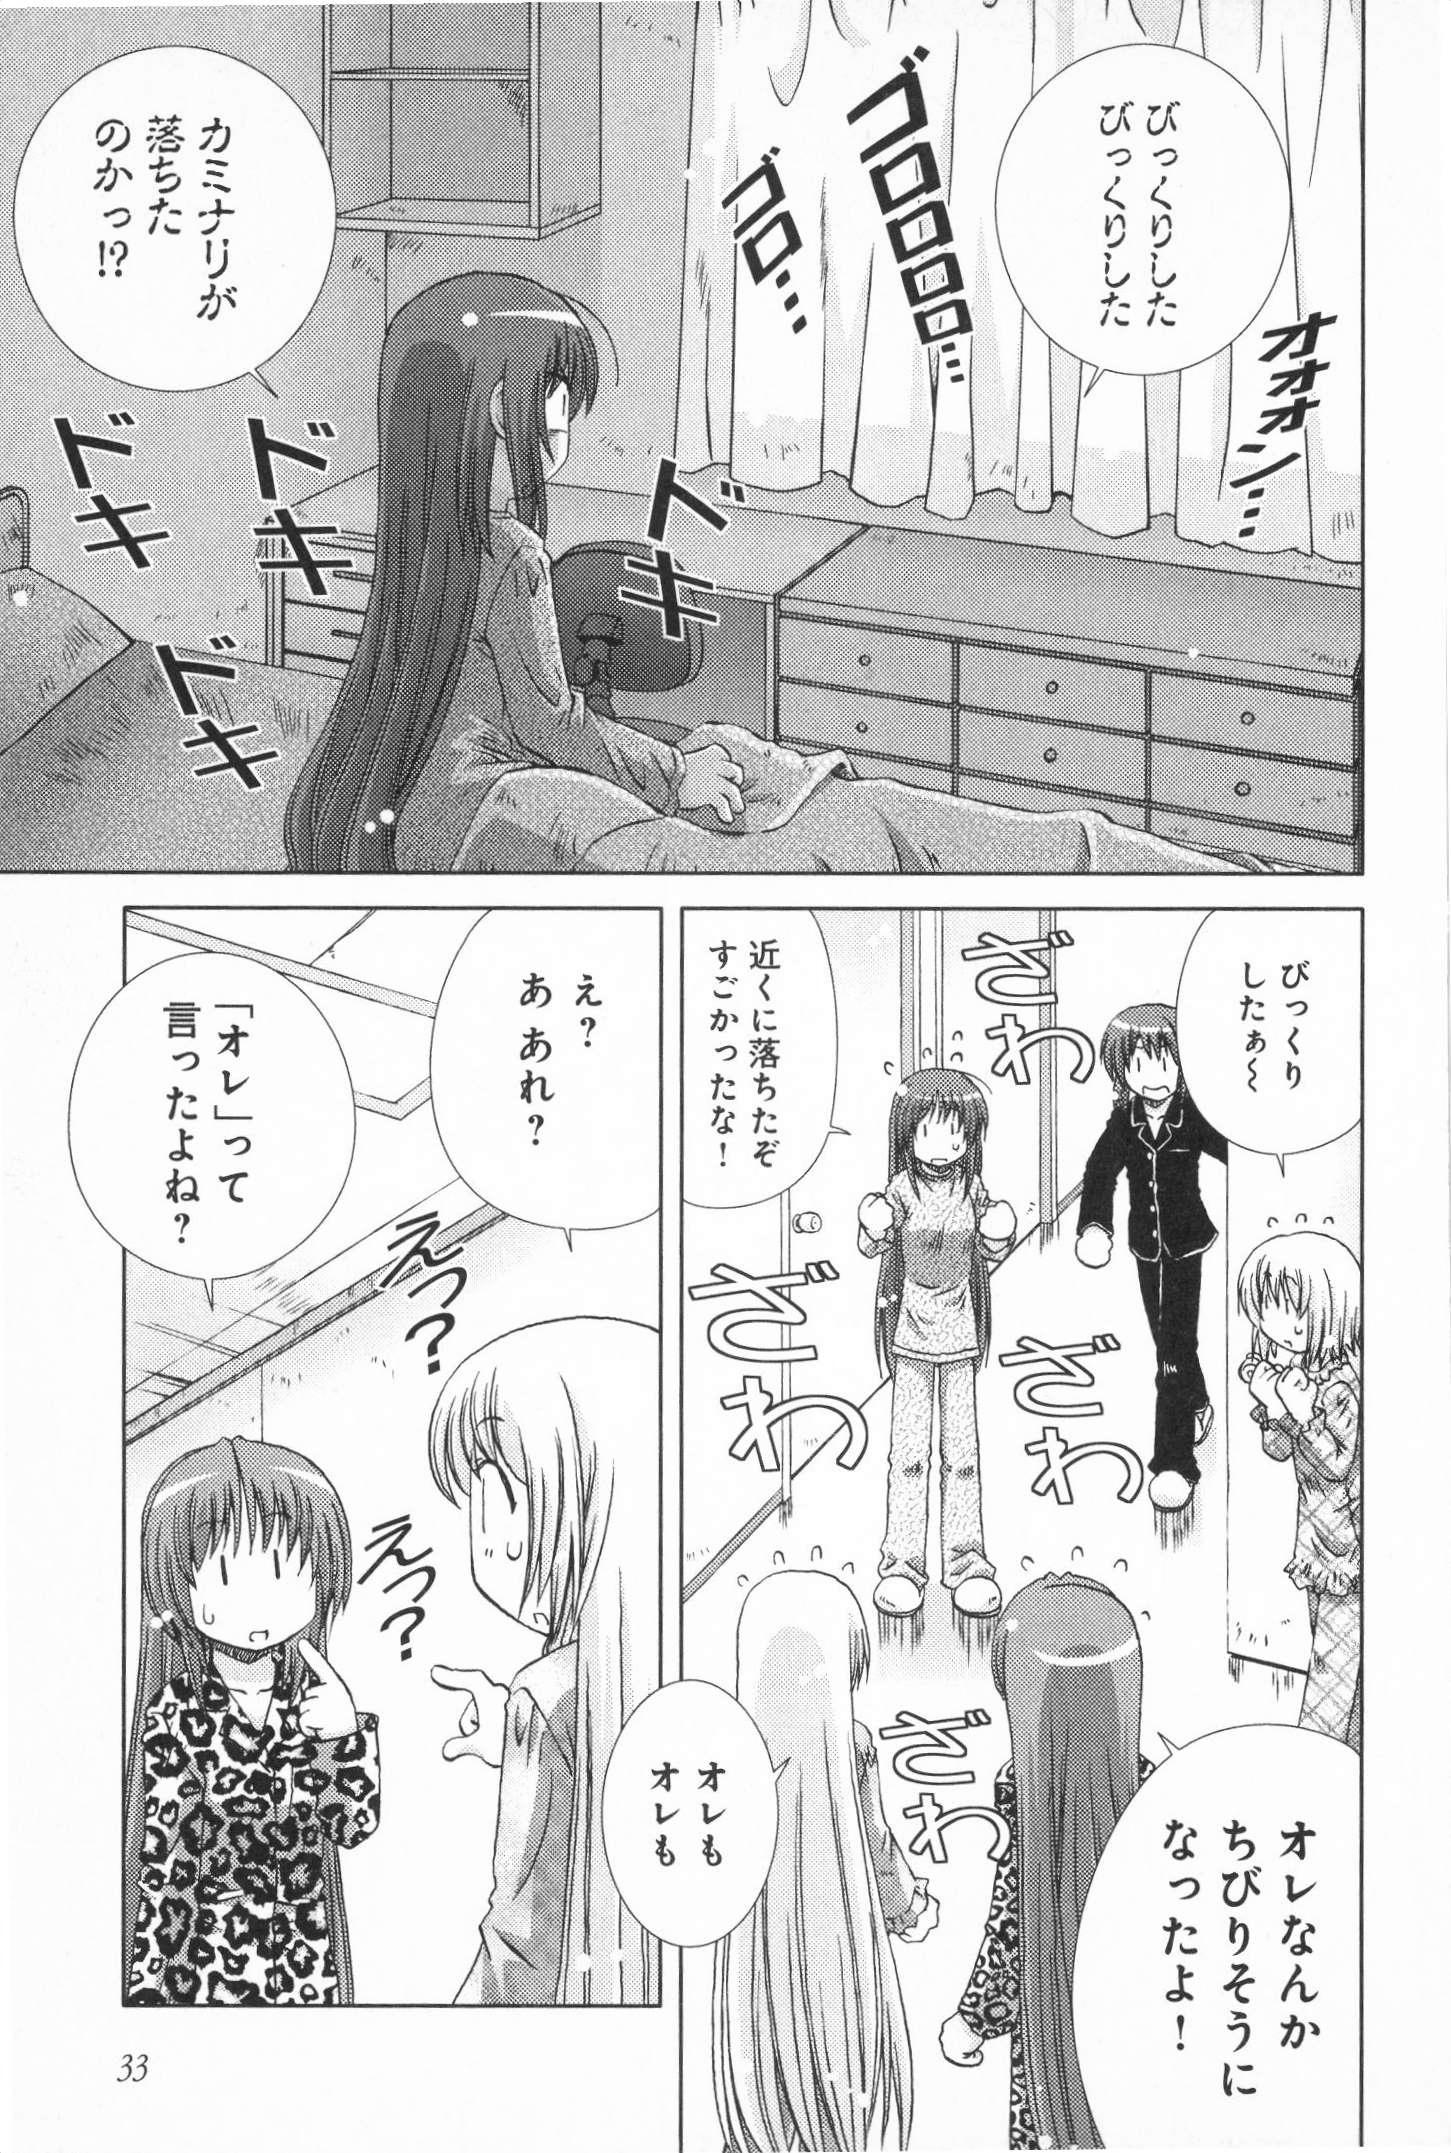 びっくりした
びっくりした
オオオン…
ゴロロロロ…
ゴロ…
カミナリが
落ちた
のかっ!?
ドキ
ドキ
ドキ
ドキ
びっくり
したぁ〜
ざわ
近くに落ちたぞ
すごかったな!
ざわ
ざわ
ざわ
オレなんか
ちびりそうに
なったよ!
オレも
オレも
え?
あ あれ?
「オレ」って
言ったよね?
えっ?
えっ?
33